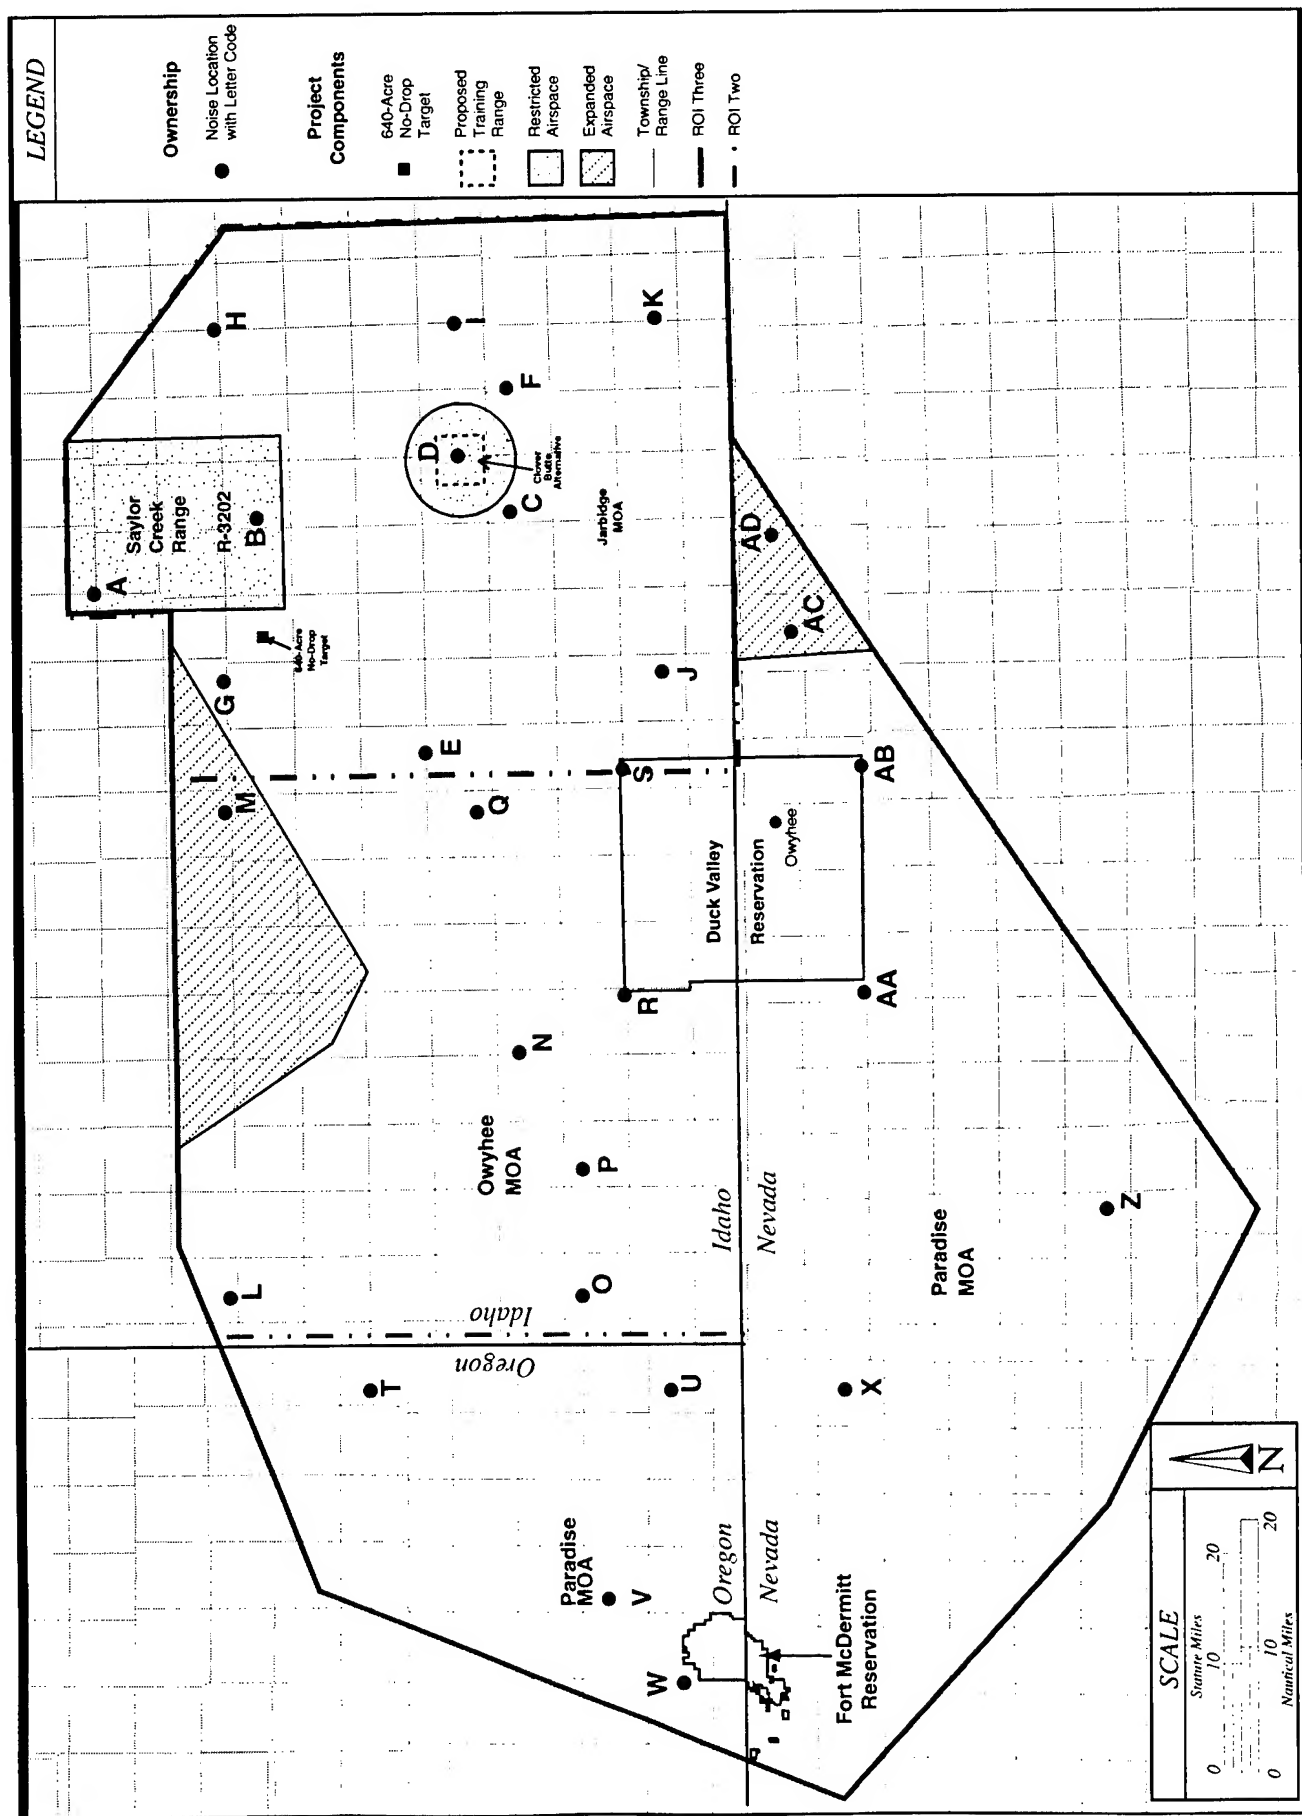 LEGEND
Ownership
Noise Location
with Letter Code
Project
Components
640-Acre
No-Drop
Target
Proposed
Training
Range
Restricted
Airspace
Expanded
Airspace
Township/
Range Line
ROI Three
ROI Two
A
Saylor
Creek
Range
R-3202
B
H
640-Acre
No-Drop
Target
G
M
L
D
Clover
Butte
Alternative
C
F
I
E
Q
Jarbidge
MOA
K
J
S
N
R
Owyhee
MOA
P
O
T
Oregon
Idaho
U
Paradise
MOA
V
W
Duck Valley
Reservation
Owyhee
Idaho
Nevada
Oregon
Nevada
AD
AC
AB
AA
X
Fort McDermitt
Reservation
Paradise
MOA
Z
SCALE
Statute Miles
0 10 20
0 10 20
Nautical Miles
N